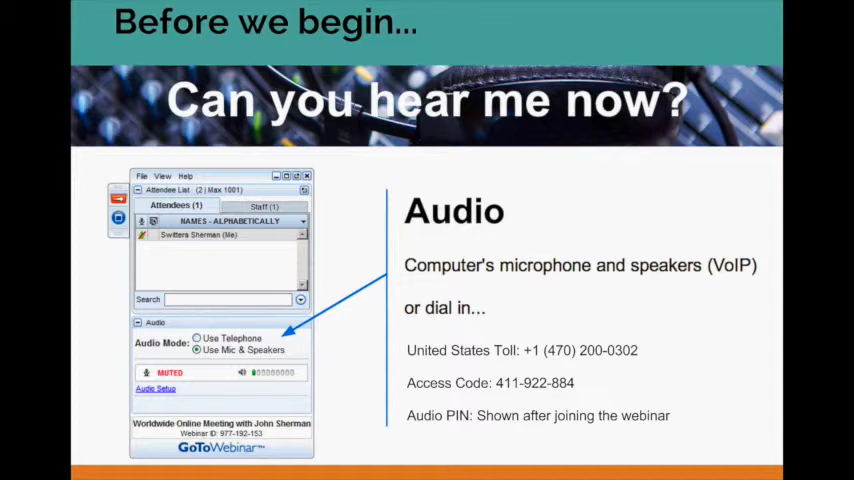 Before we begin...
Can you hear me now?
File View Help
Attendee List (2 | Max 1001)
Attendees (1)
Staff (1)
NAMES - ALPHABETICALLY
Switters Sherman (Me)
Search
Audio
Audio Mode:
Use Telephone
Use Mic & Speakers
MUTED
Audio Setup
Worldwide Online Meeting with John Sherman
Webinar ID: 977-192-153
GoToWebinar™
Audio
Computer's microphone and speakers (VoIP)
or dial in...
United States Toll: +1 (470) 200-0302
Access Code: 411-922-884
Audio PIN: Shown after joining the webinar